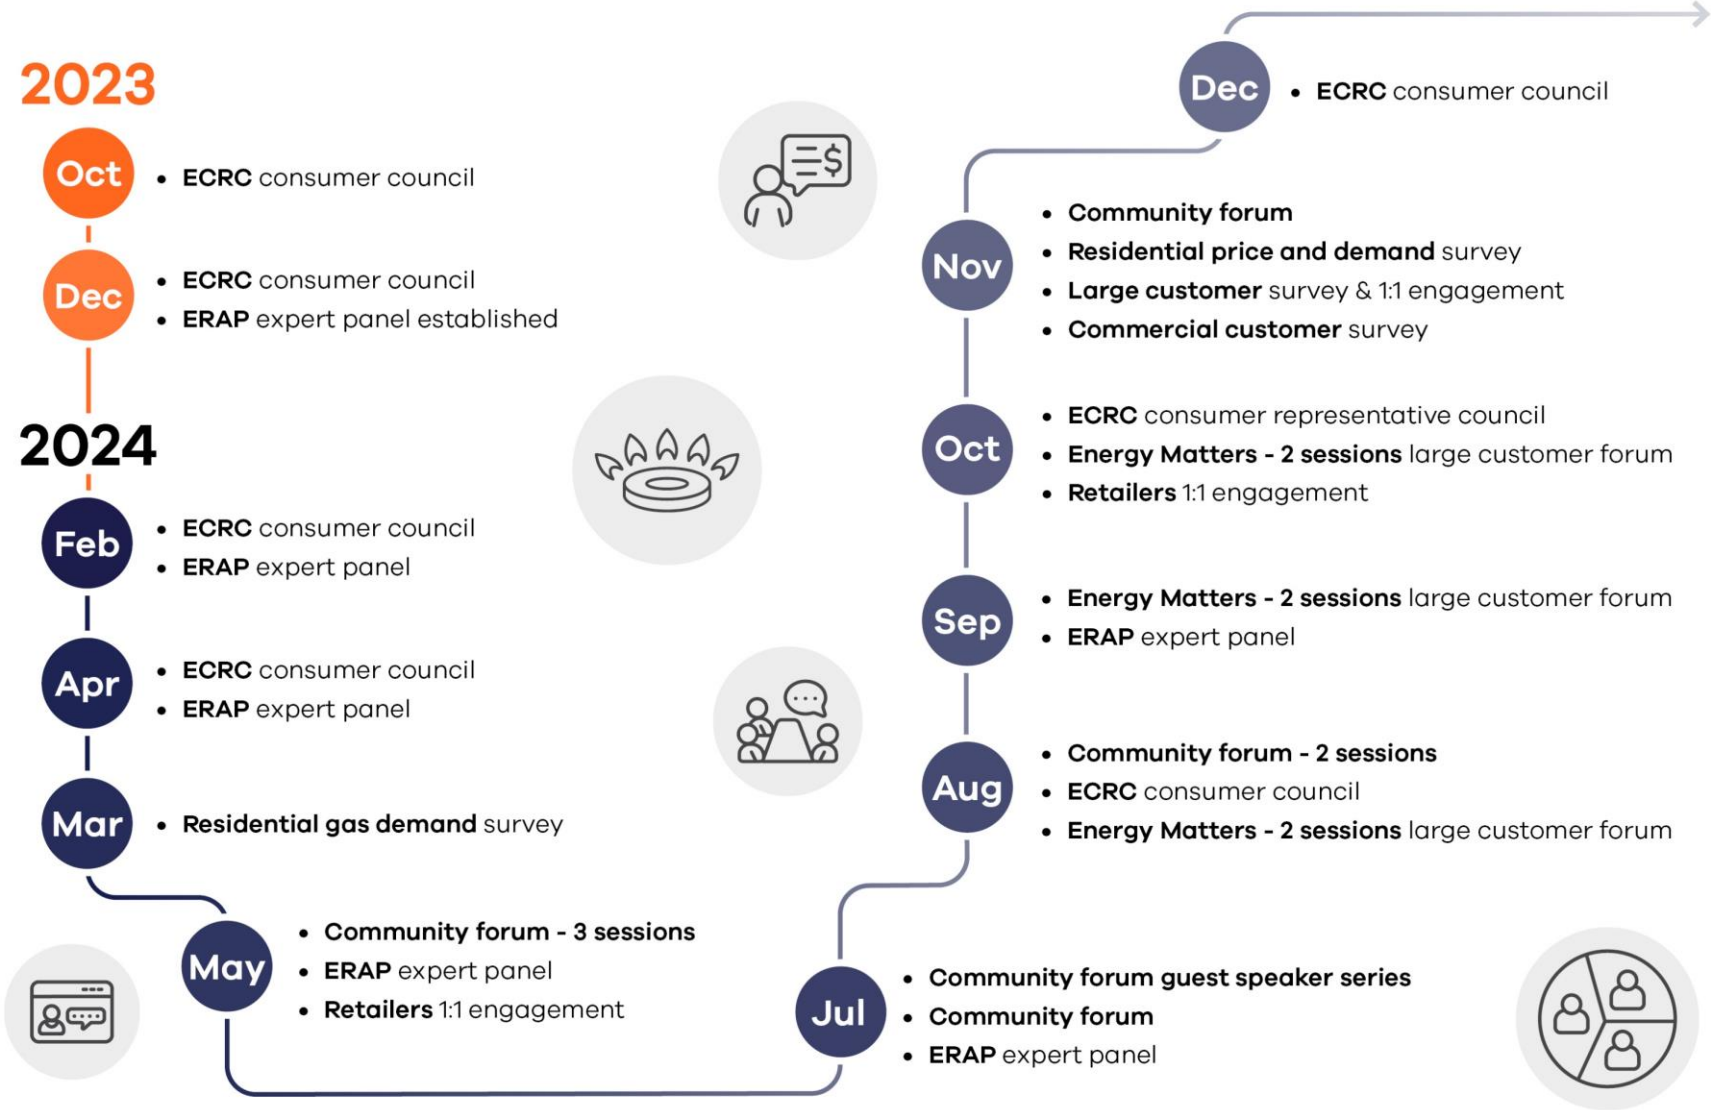 2023
Oct
• ECRC consumer council
Dec
• ECRC consumer council
• ERAP expert panel established
2024
Feb
• ECRC consumer council
• ERAP expert panel
Apr
• ECRC consumer council
• ERAP expert panel
Mar
• Residential gas demand survey
May
• Community forum - 3 sessions
• ERAP expert panel
• Retailers 1:1 engagement
Jul
• Community forum guest speaker series
• Community forum
• ERAP expert panel
Aug
• Community forum - 2 sessions
• ECRC consumer council
• Energy Matters - 2 sessions large customer forum
Sep
• Energy Matters - 2 sessions large customer forum
• ERAP expert panel
Oct
• ECRC consumer representative council
• Energy Matters - 2 sessions large customer forum
• Retailers 1:1 engagement
Nov
• Community forum
• Residential price and demand survey
• Large customer survey & 1:1 engagement
• Commercial customer survey
Dec
• ECRC consumer council
$